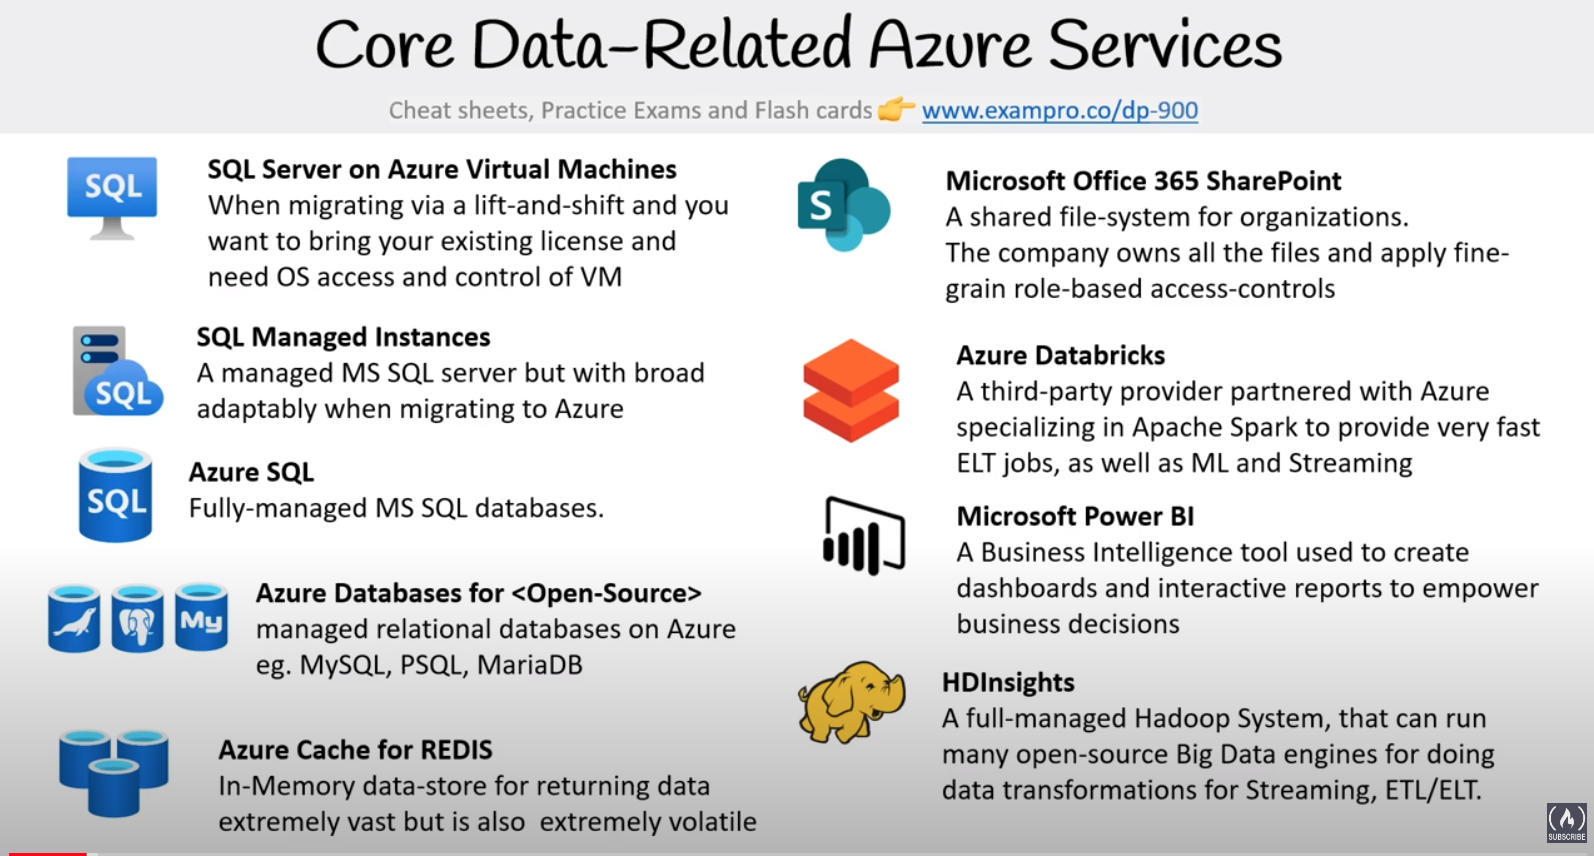 Core Data-Related Azure Services
Cheat sheets, Practice Exams and Flash cards 👉 www.exampro.co/dp-900
SQL
SQL Server on Azure Virtual Machines
When migrating via a lift-and-shift and you
want to bring your existing license and
need OS access and control of VM
SQL
SQL Managed Instances
A managed MS SQL server but with broad
adaptably when migrating to Azure
SQL
Azure SQL
Fully-managed MS SQL databases.
My
Azure Databases for <Open-Source>
managed relational databases on Azure
eg. MySQL, PSQL, MariaDB
Azure Cache for REDIS
In-Memory data-store for returning data
extremely vast but is also  extremely volatile
S
Microsoft Office 365 SharePoint
A shared file-system for organizations.
The company owns all the files and apply fine-
grain role-based access-controls
Azure Databricks
A third-party provider partnered with Azure
specializing in Apache Spark to provide very fast
ELT jobs, as well as ML and Streaming
Microsoft Power BI
A Business Intelligence tool used to create
dashboards and interactive reports to empower
business decisions
HDInsights
A full-managed Hadoop System, that can run
many open-source Big Data engines for doing
data transformations for Streaming, ETL/ELT.
SUBSCRIBE